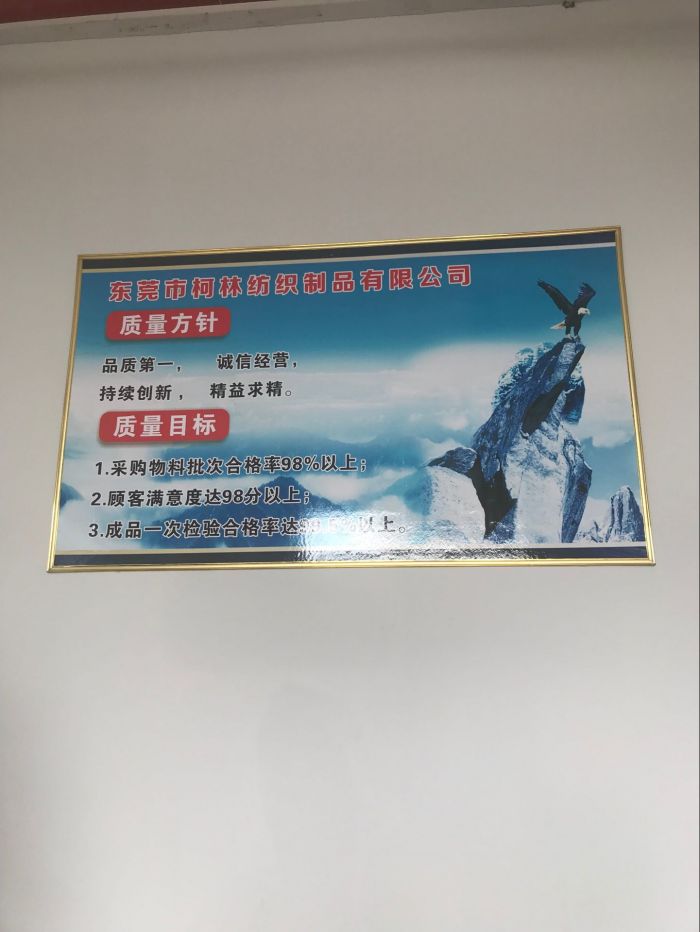 东莞市柯林纺织制品有限公司
质量方针
品质第一， 诚信经营，
持续创新， 精益求精。
质量目标
1.采购物料批次合格率98%以上；
2.顾客满意度达98分以上；
3.成品一次检验合格率达 以上。